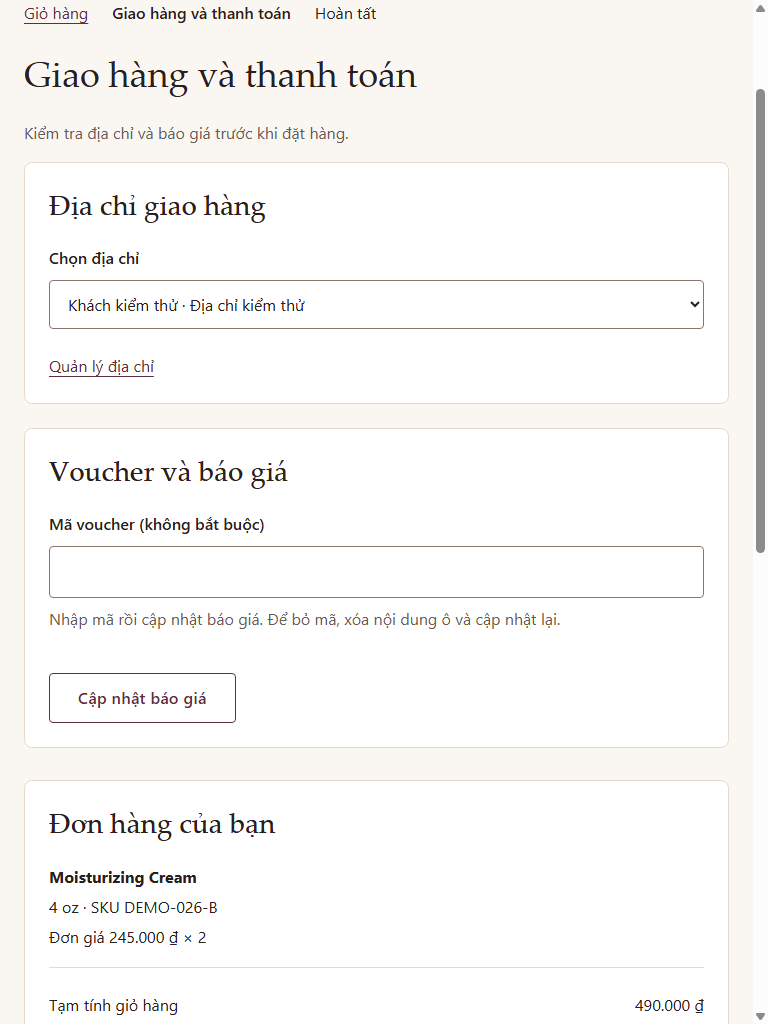 Giỏ hàng Giao hàng và thanh toán Hoàn tất
Giao hàng và thanh toán
Kiểm tra địa chỉ và báo giá trước khi đặt hàng.
Địa chỉ giao hàng
Chọn địa chỉ
Khách kiểm thử · Địa chỉ kiểm thử
Quản lý địa chỉ
Voucher và báo giá
Mã voucher (không bắt buộc)
Nhập mã rồi cập nhật báo giá. Để bỏ mã, xóa nội dung ô và cập nhật lại.
Cập nhật báo giá
Đơn hàng của bạn
Moisturizing Cream
4 oz · SKU DEMO-026-B
Đơn giá 245.000 ₫ × 2
Tạm tính giỏ hàng 490.000 ₫